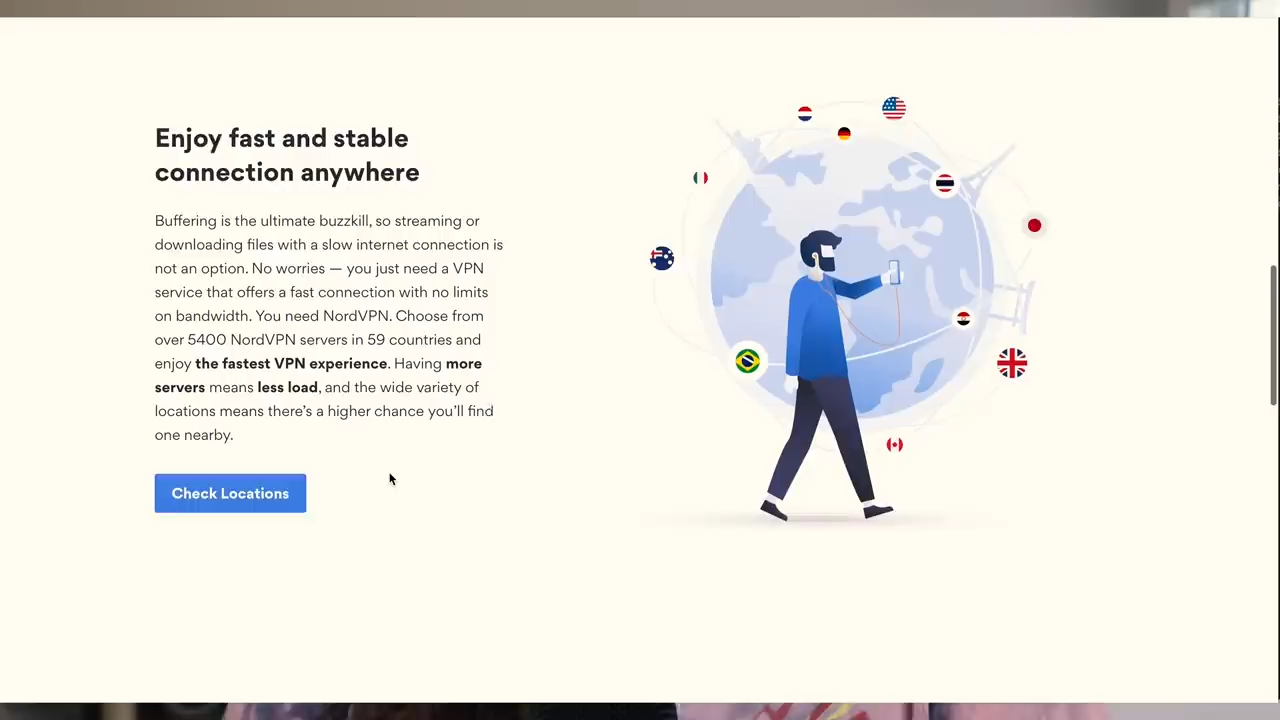 Enjoy fast and stable
connection anywhere
Buffering is the ultimate buzzkill, so streaming or
downloading files with a slow internet connection is
not an option. No worries — you just need a VPN
service that offers a fast connection with no limits
on bandwidth. You need NordVPN. Choose from
over 5400 NordVPN servers in 59 countries and
enjoy the fastest VPN experience. Having more
servers means less load, and the wide variety of
locations means there’s a higher chance you’ll find
one nearby.
Check Locations